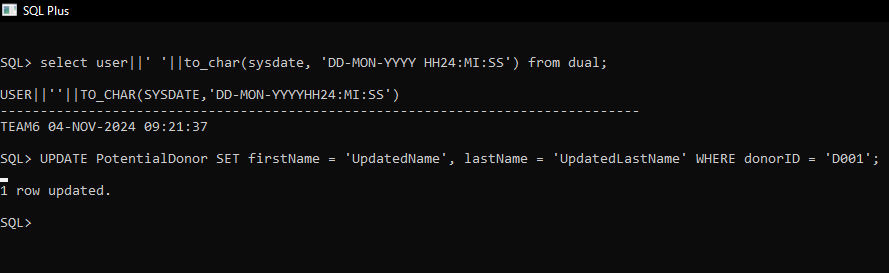 SQL Plus
SQL> select user||' '||to_char(sysdate, 'DD-MON-YYYY HH24:MI:SS') from dual;
USER||''||TO_CHAR(SYSDATE,'DD-MON-YYYYHH24:MI:SS')
--------------------------------------------------------------------------------
TEAM6 04-NOV-2024 09:21:37
SQL> UPDATE PotentialDonor SET firstName = 'UpdatedName', lastName = 'UpdatedLastName' WHERE donorID = 'D001';
1 row updated.
SQL>